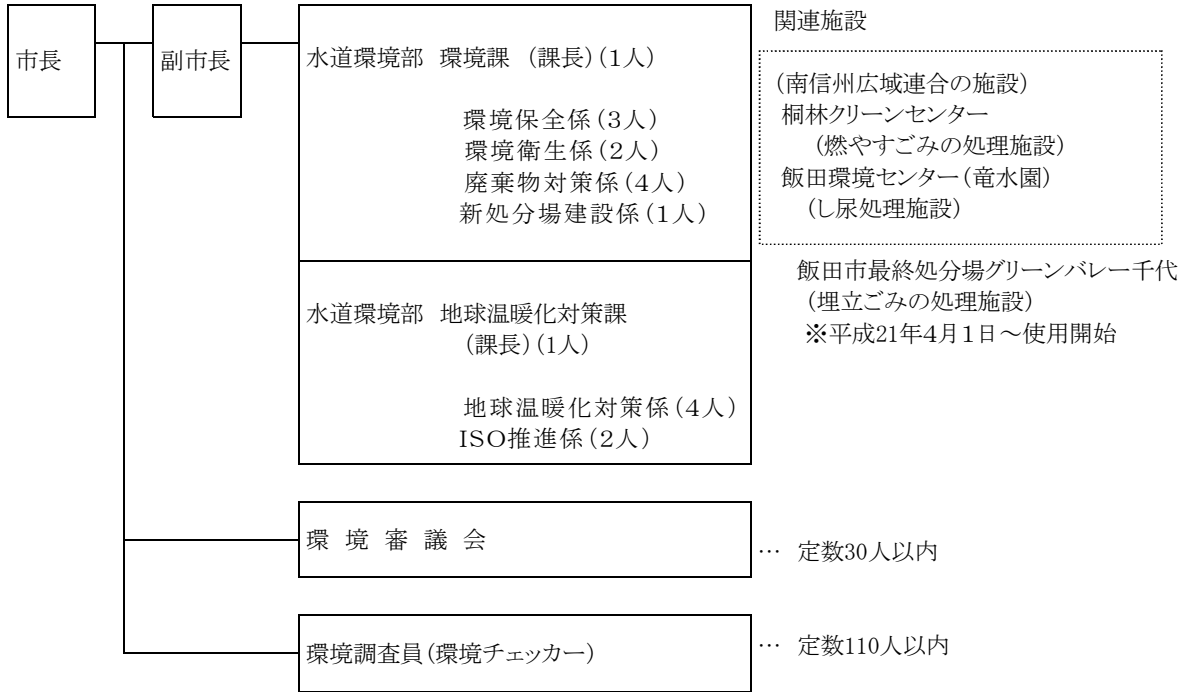 市長
副市長
水道環境部 環境課 (課長)(1人)
環境保全係(3人)
環境衛生係(2人)
廃棄物対策係(4人)
新処分場建設係(1人)
水道環境部 地球温暖化対策課
(課長)(1人)
地球温暖化対策係(4人)
ISO推進係(2人)
関連施設
(南信州広域連合の施設)
桐林クリーンセンター
(燃やすごみの処理施設)
飯田環境センター(竜水園)
(し尿処理施設)
飯田市最終処分場グリーンバレー千代
(埋立ごみの処理施設)
※平成21年4月1日～使用開始
環 境 審 議 会
… 定数30人以内
環境調査員(環境チェッカー)
… 定数110人以内